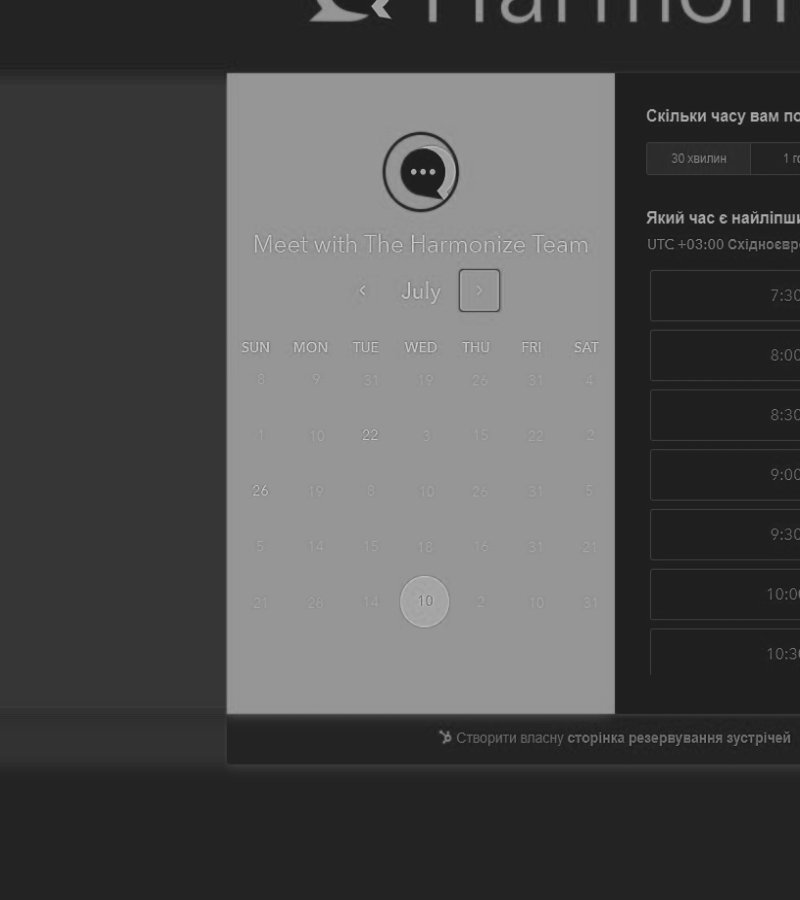 Harmon
Meet with The Harmonize Team
‹ July ›
SUN MON TUE WED THU FRI SAT
8 9 31 19 26 31 4
1 10 22 3 15 22 2
26 19 8 10 26 31 5
5 14 15 18 16 31 21
21 26 14 10 2 10 31
Скільки часу вам по
30 хвилин 1 го
Який час є найліпши
UTC +03:00 Східноєвро
7:30
8:00
8:30
9:00
9:30
10:00
10:30
Створити власну сторінка резервування зустрічей